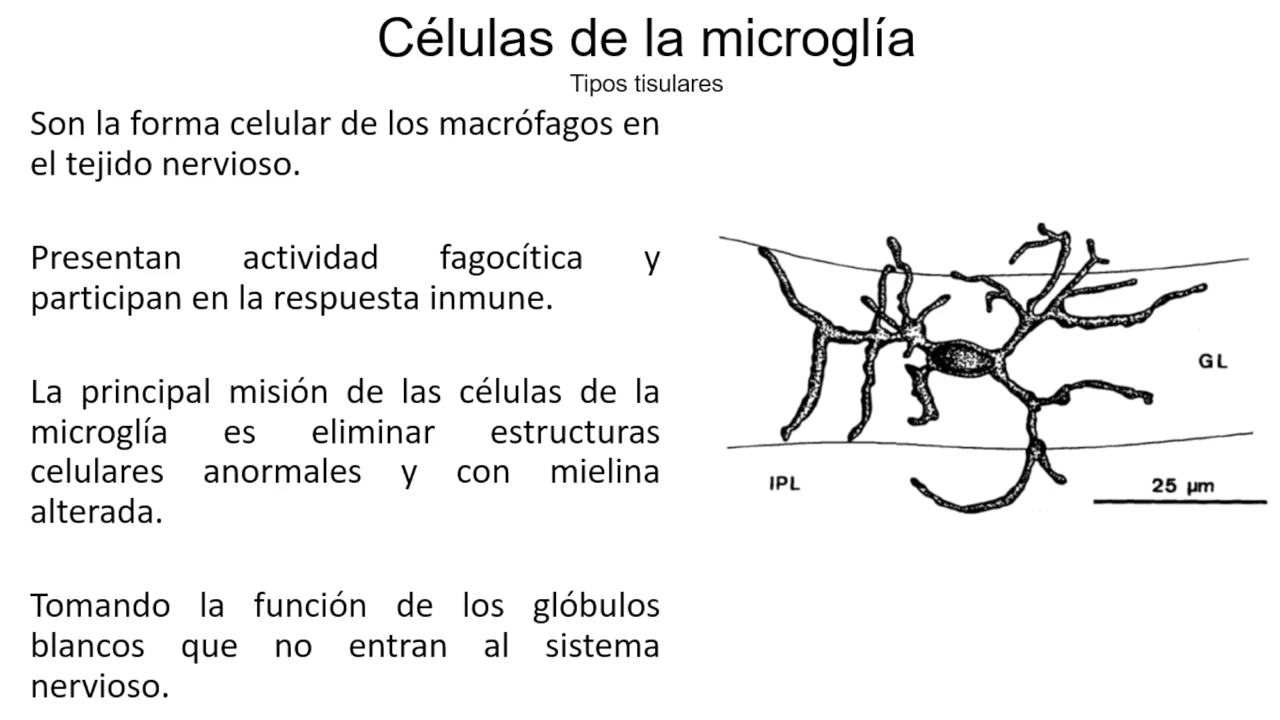 Células de la microglía
Tipos tisulares
Son la forma celular de los macrófagos en
el tejido nervioso.
Presentan actividad fagocítica y
participan en la respuesta inmune.
La principal misión de las células de la
microglía es eliminar estructuras
celulares anormales y con mielina
alterada.
Tomando la función de los glóbulos
blancos que no entran al sistema
nervioso.
GL
IPL
25 µm